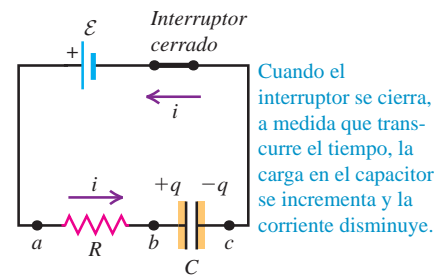 Interruptor
cerrado
ℰ
+
i
Cuando el
interruptor se cierra,
a medida que trans-
curre el tiempo, la
carga en el capacitor
se incrementa y la
corriente disminuye.
i
+q −q
a
R
b
c
C